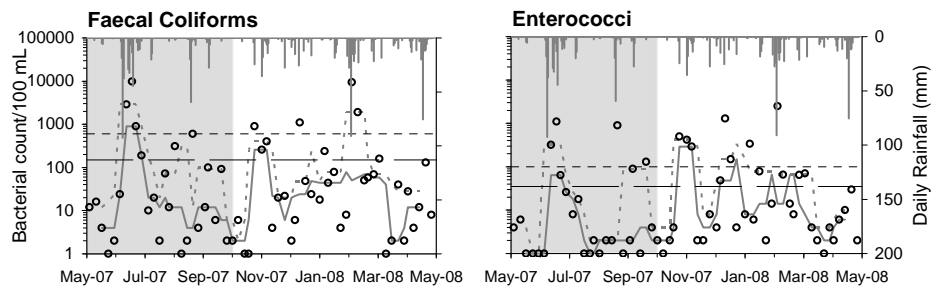 Faecal Coliforms
Enterococci
Bacterial count/100 mL
100000
10000
1000
100
10
1
May-07 Jul-07 Sep-07 Nov-07 Jan-08 Mar-08 May-08
May-07 Jul-07 Sep-07 Nov-07 Jan-08 Mar-08 May-08
0
50
100
150
200
Daily Rainfall (mm)